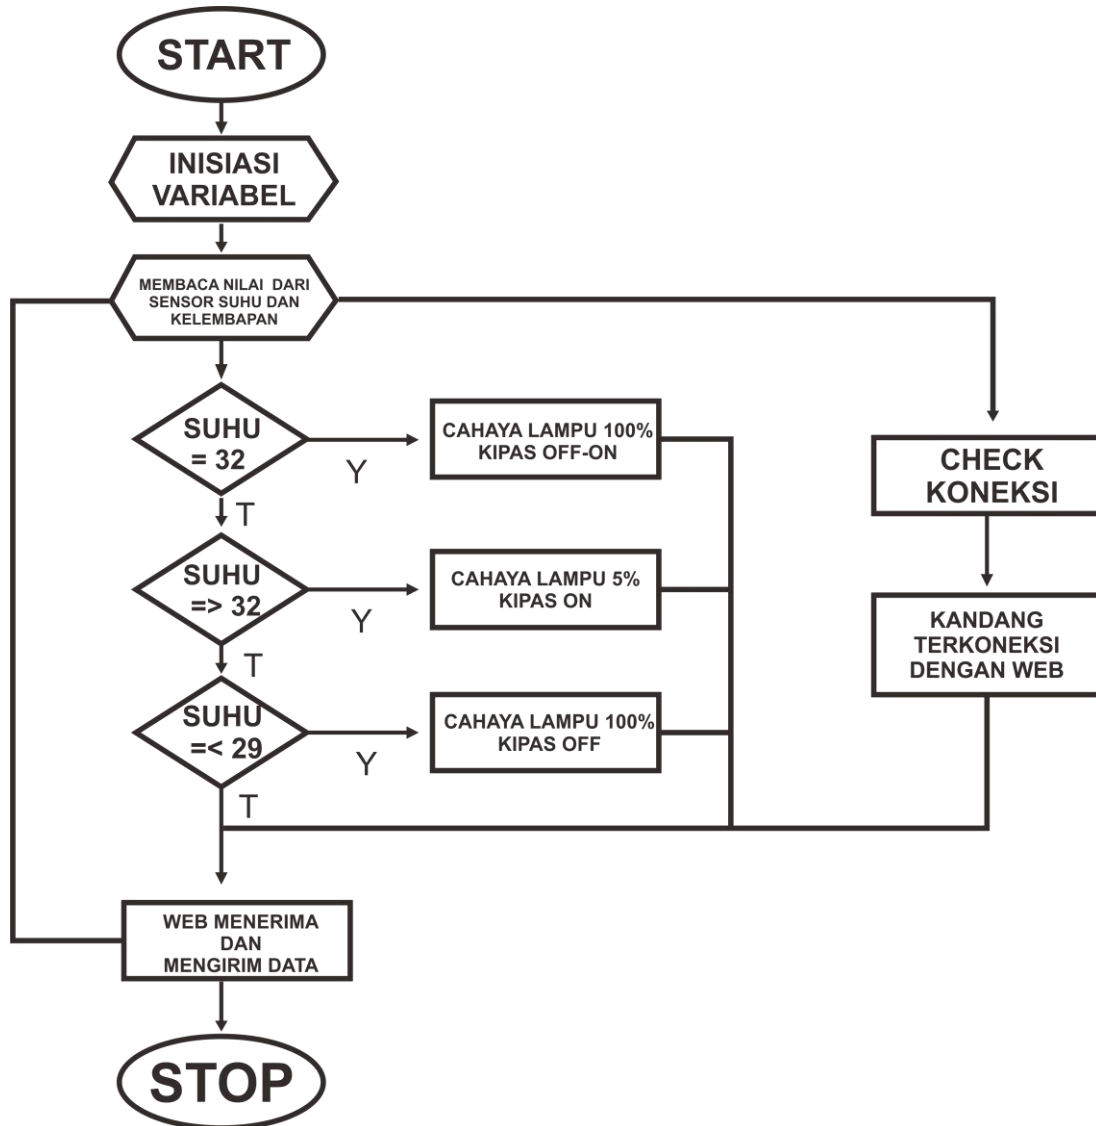 START
INISIASI
VARIABEL
MEMBACA NILAI DARI
SENSOR SUHU DAN
KELEMBAPAN
SUHU
= 32
Y
CAHAYA LAMPU 100%
KIPAS OFF-ON
T
SUHU
=> 32
Y
CAHAYA LAMPU 5%
KIPAS ON
T
SUHU
=< 29
Y
CAHAYA LAMPU 100%
KIPAS OFF
T
CHECK
KONEKSI
KANDANG
TERKONEKSI
DENGAN WEB
WEB MENERIMA
DAN
MENGIRIM DATA
STOP